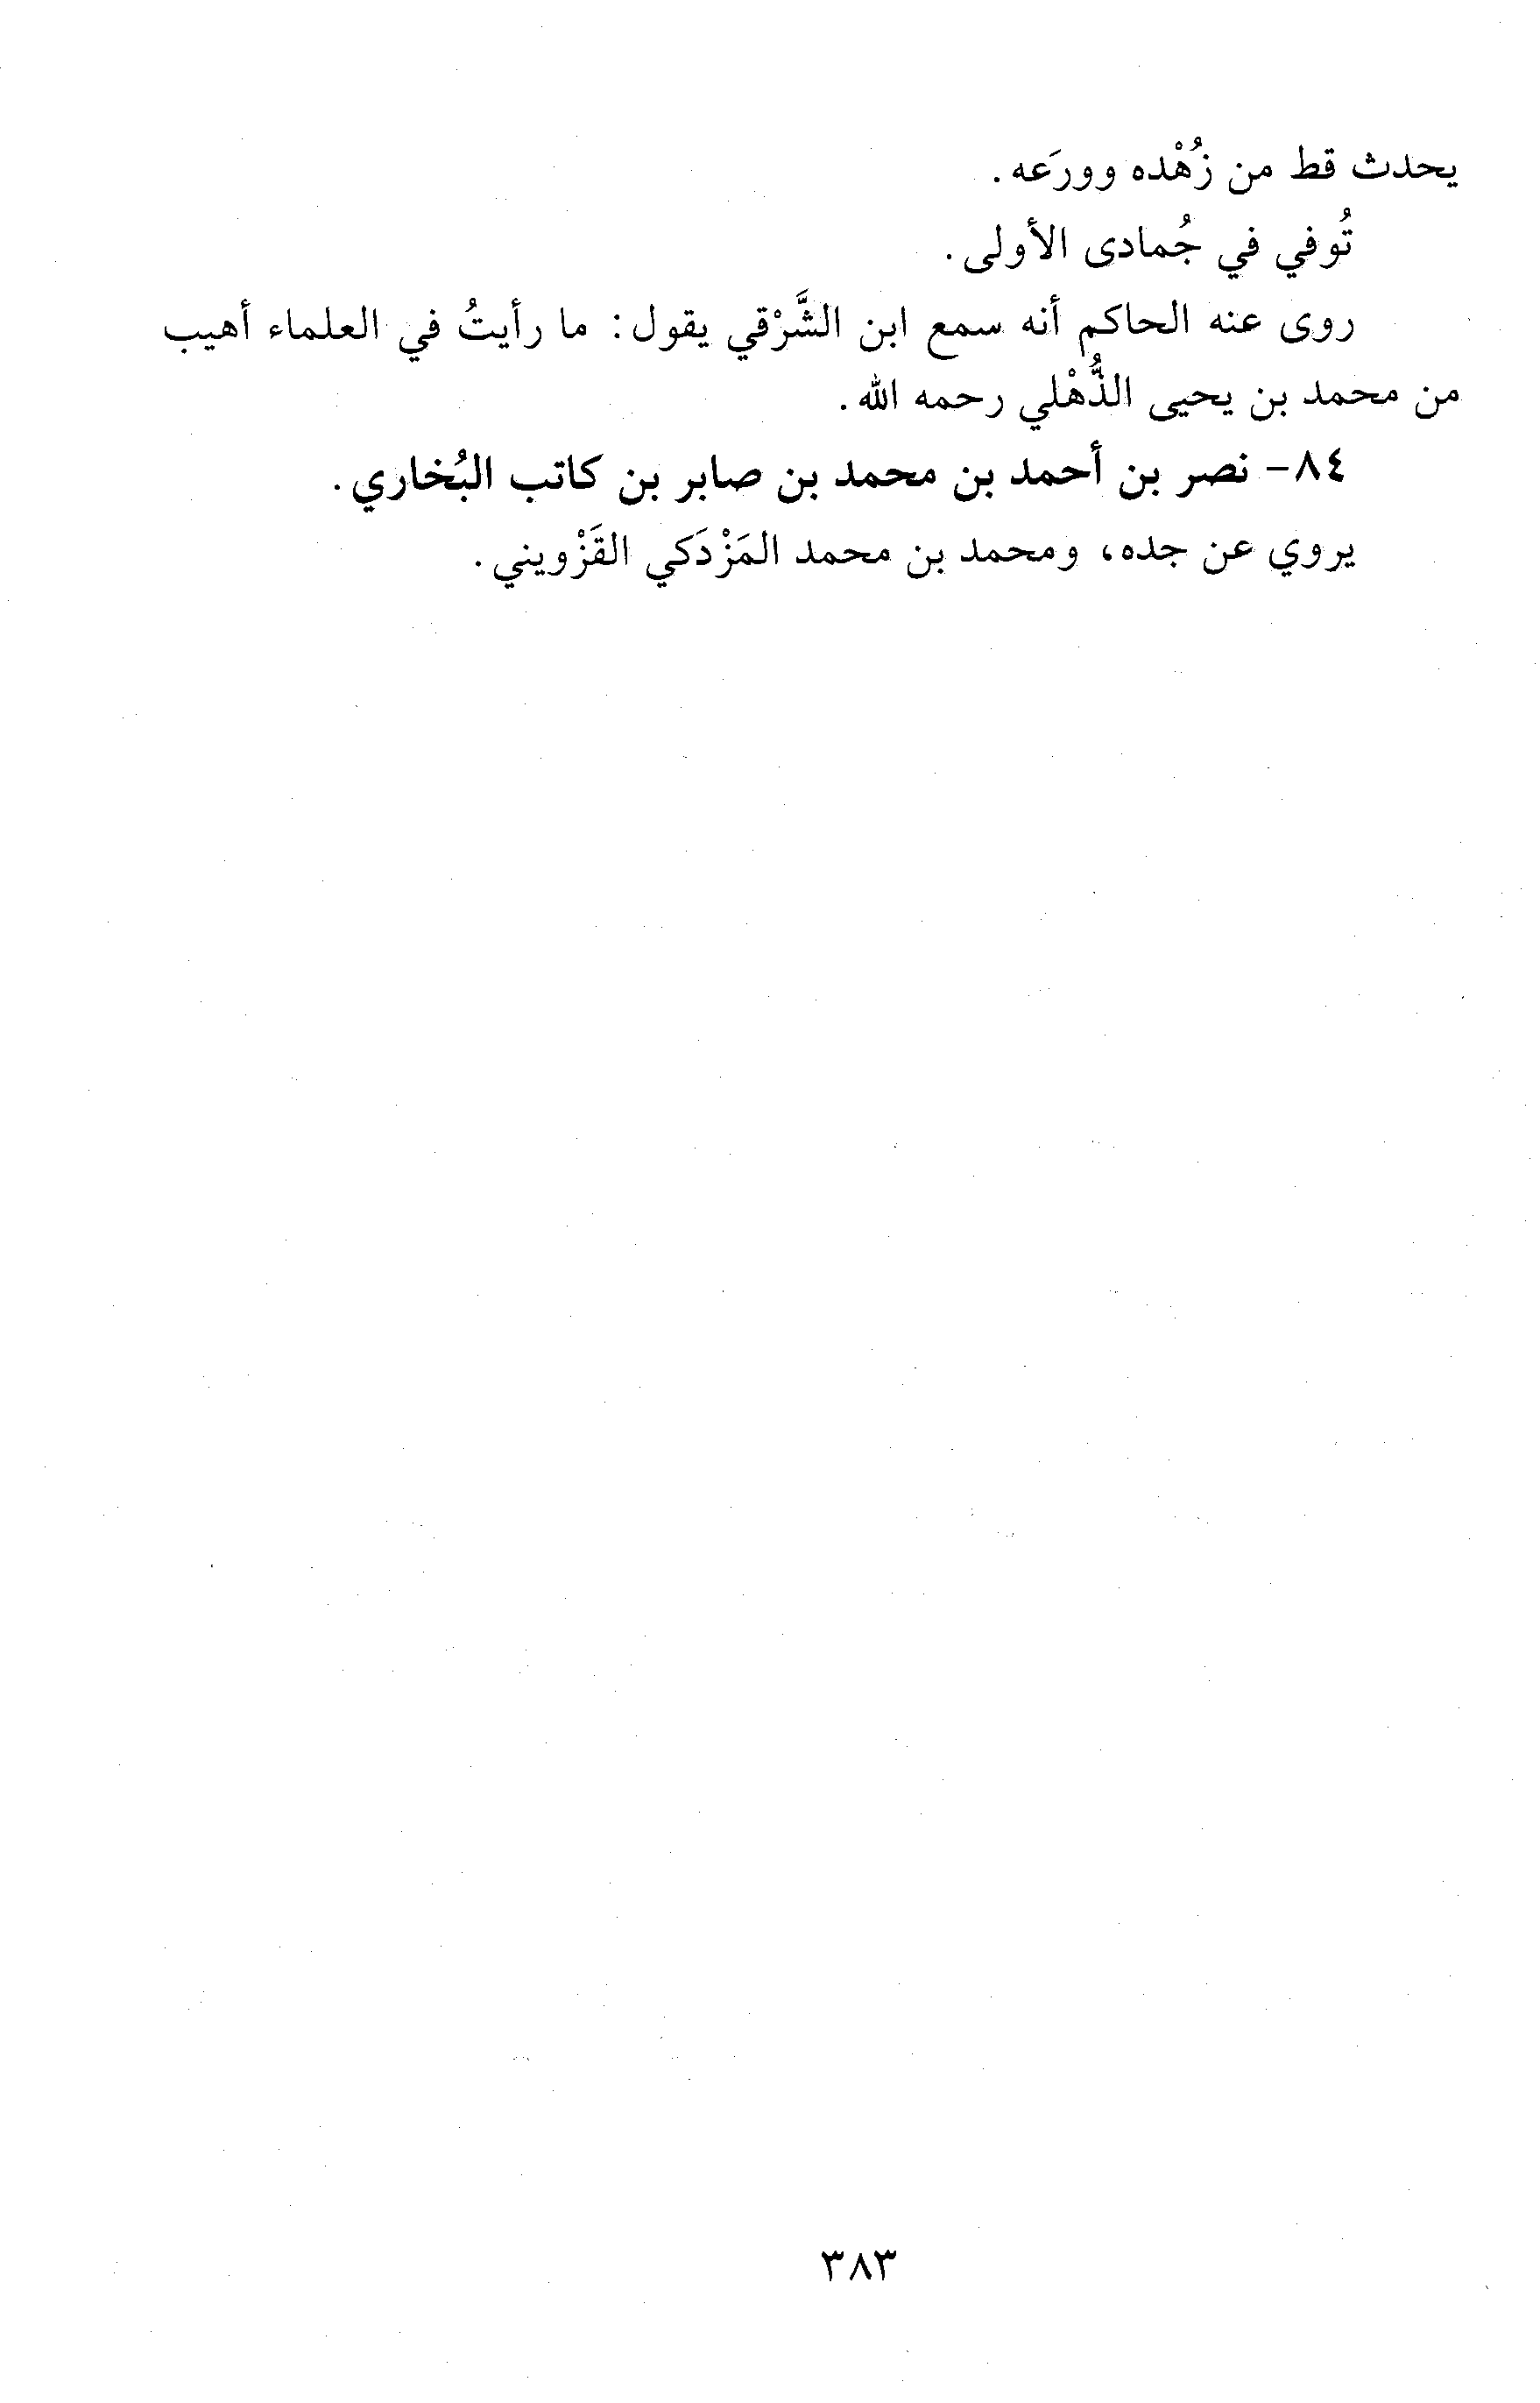 يحدث قط من زُهْده وورَعه.
تُوفي في جُمادى الأولى.
روى عنه الحاكم أنه سمع ابن الشَّرْقي يقول: ما رأيتُ في العلماء أهيب
من محمد بن يحيى الذُّهْلي رحمه الله.
٨٤- نصر بن أحمد بن محمد بن صابر بن كاتب البُخاري.
يروي عن جده، ومحمد بن محمد المَزْدَكي القَزْويني.
٣٨٣